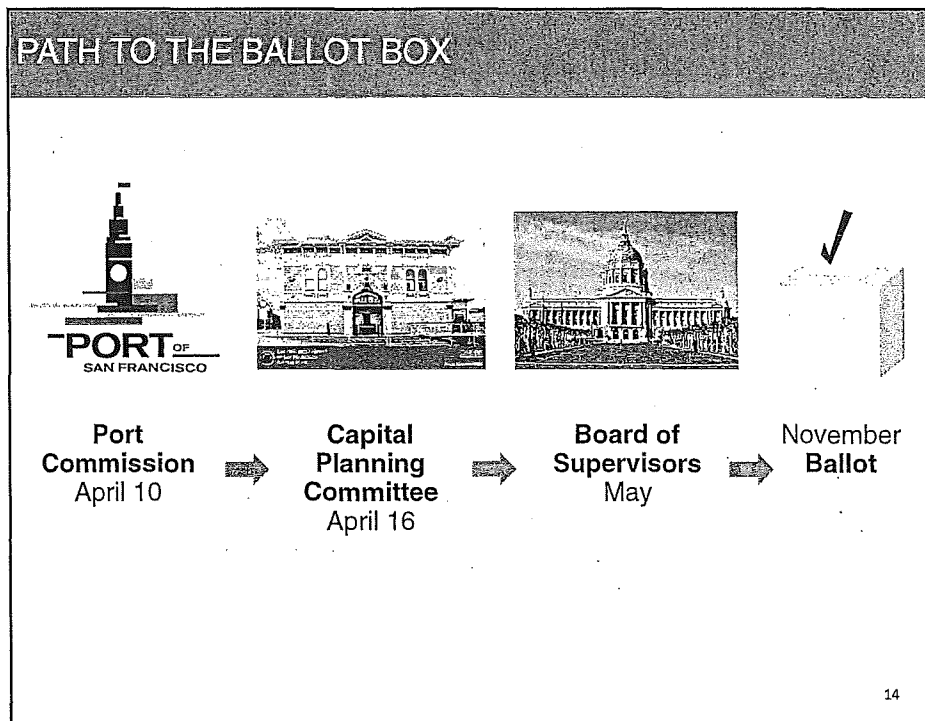 PATH TO THE BALLOT BOX
PORT OF
SAN FRANCISCO
Port
Commission
April 10
Capital
Planning
Committee
April 16
Board of
Supervisors
May
November
Ballot
14